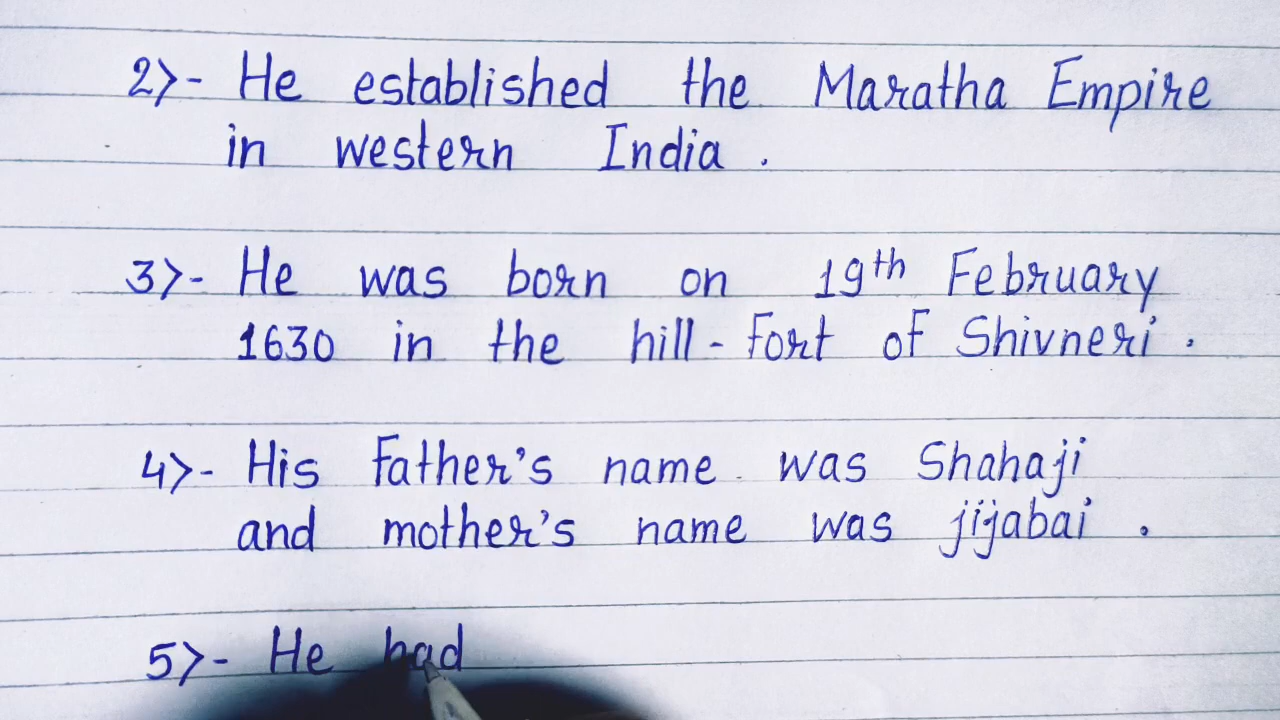 2)- He established the Maratha Empire
in western India .
3)- He was born on 19th February
1630 in the hill - fort of Shivneri .
4)- His father's name was Shahaji
and mother's name was jijabai .
5)- He had